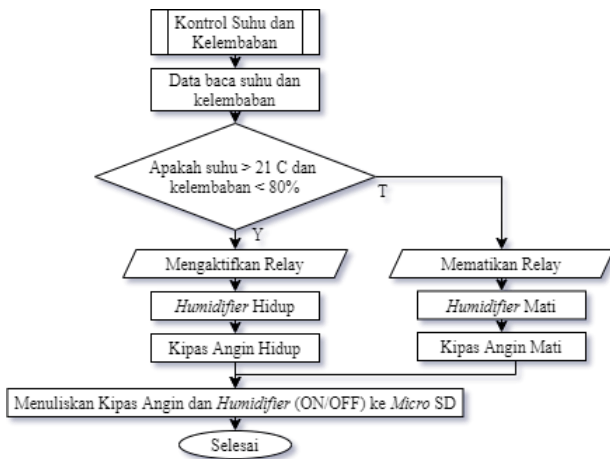 Kontrol Suhu dan
Kelembaban
Data baca suhu dan
kelembaban
Apakah suhu > 21 C dan
kelembaban < 80%
T
Y
Mengaktifkan Relay
Mematikan Relay
Humidifier Hidup
Humidifier Mati
Kipas Angin Hidup
Kipas Angin Mati
Menuliskan Kipas Angin dan Humidifier (ON/OFF) ke Micro SD
Selesai